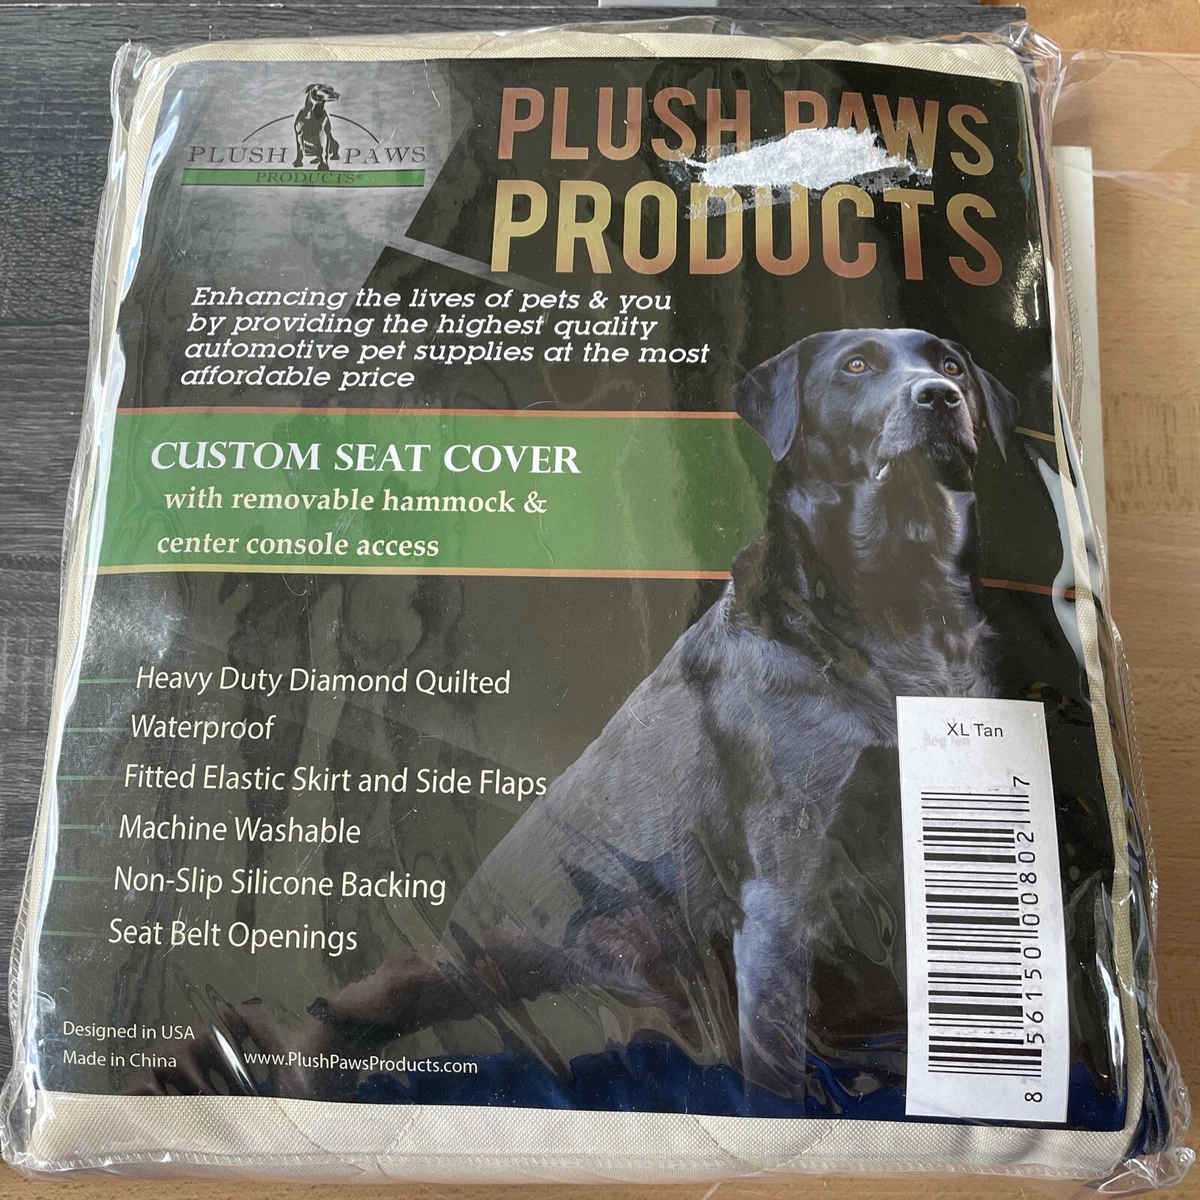 PLUSH PAWS
PRODUCTS®
PLUSH PAWS
PRODUCTS
Enhancing the lives of pets & you
by providing the highest quality
automotive pet supplies at the most
affordable price
CUSTOM SEAT COVER
with removable hammock &
center console access
Heavy Duty Diamond Quilted
Waterproof
Fitted Elastic Skirt and Side Flaps
Machine Washable
Non-Slip Silicone Backing
Seat Belt Openings
Designed in USA
Made in China
www.PlushPawsProducts.com
XL Tan
8 56150 00802 7